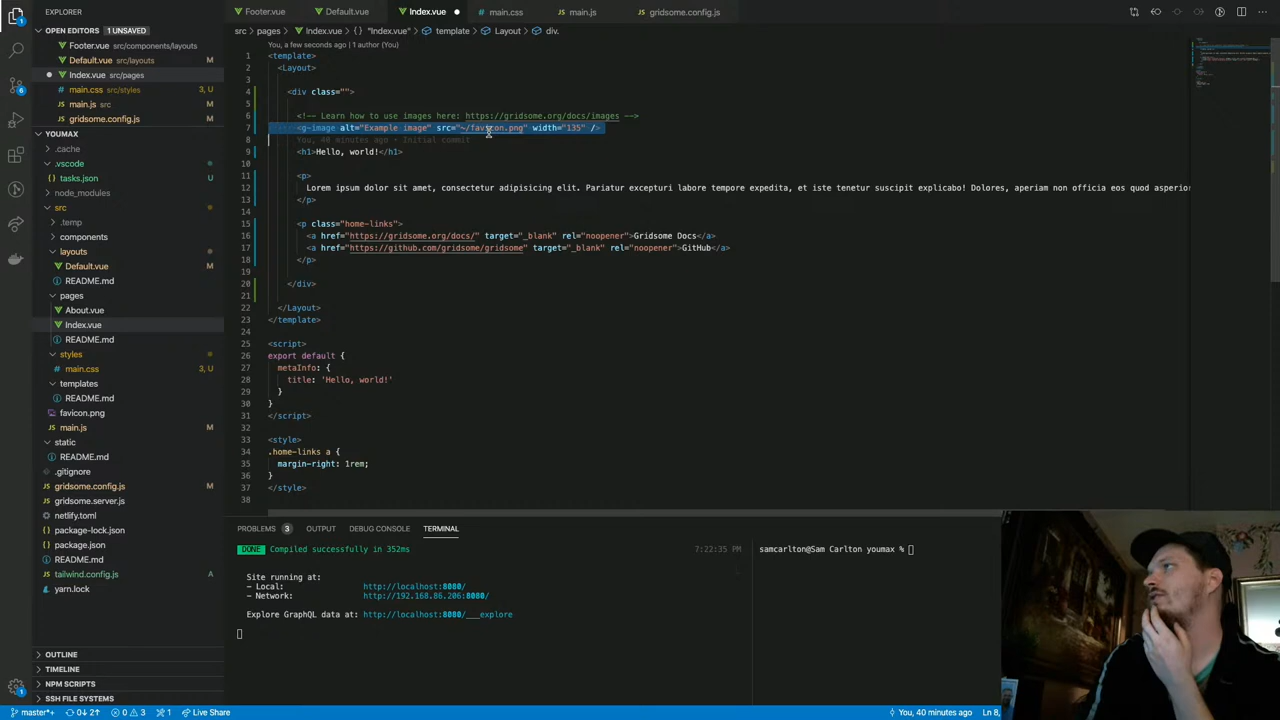 EXPLORER
OPEN EDITORS 1 UNSAVED
Footer.vue src/components/layouts
Default.vue src/layouts M
Index.vue src/pages
main.css src/styles 3, U
main.js src M
gridsome.config.js M
YOUMAX
.cache
.vscode
tasks.json
node_modules
src
.temp
components
layouts
Default.vue M
README.md
pages
About.vue
Index.vue
README.md
styles
main.css 3, U
templates
README.md
favicon.png
main.js M
static
README.md
.gitignore
gridsome.config.js M
gridsome.server.js
netlify.toml
package-lock.json
package.json
README.md
tailwind.config.js A
yarn.lock
OUTLINE
TIMELINE
NPM SCRIPTS
SSH FILE SYSTEMS
Footer.vue Default.vue Index.vue main.css main.js gridsome.config.js
src > pages > Index.vue > {} "Index.vue" > template > Layout > div.
You, a few seconds ago | 1 author (You)
1 <template>
2 <Layout>
3
4 <div class="">
5
6 <!-- Learn how to use images here: https://gridsome.org/docs/images -->
7 <g-image alt="Example image" src="~/favicon.png" width="135" />
8 You, 40 minutes ago • Initial commit
9 <h1>Hello, world!</h1>
10
11 <p>
12 Lorem ipsum dolor sit amet, consectetur adipisicing elit. Pariatur excepturi labore tempore expedita, et iste tenetur suscipit explicabo! Dolores, aperiam non officia eos quod asperior
13 </p>
14
15 <p class="home-links">
16 <a href="https://gridsome.org/docs/" target="_blank" rel="noopener">Gridsome Docs</a>
17 <a href="https://github.com/gridsome/gridsome" target="_blank" rel="noopener">GitHub</a>
18 </p>
19
20 </div>
21
22 </Layout>
23 </template>
24
25 <script>
26 export default {
27 metaInfo: {
28 title: 'Hello, world!'
29 }
30 }
31 </script>
32
33 <style>
34 .home-links a {
35 margin-right: 1rem;
36 }
37 </style>
38
PROBLEMS 3 OUTPUT DEBUG CONSOLE TERMINAL
DONE Compiled successfully in 352ms 7:22:35 PM
Site running at:
- Local: http://localhost:8080/
- Network: http://192.168.86.206:8080/
Explore GraphQL data at: http://localhost:8080/___explore
samcarlton@Sam Carlton youmax %
master*+ 0↓ 2↑ 0 3 1 Live Share You, 40 minutes ago Ln 8,